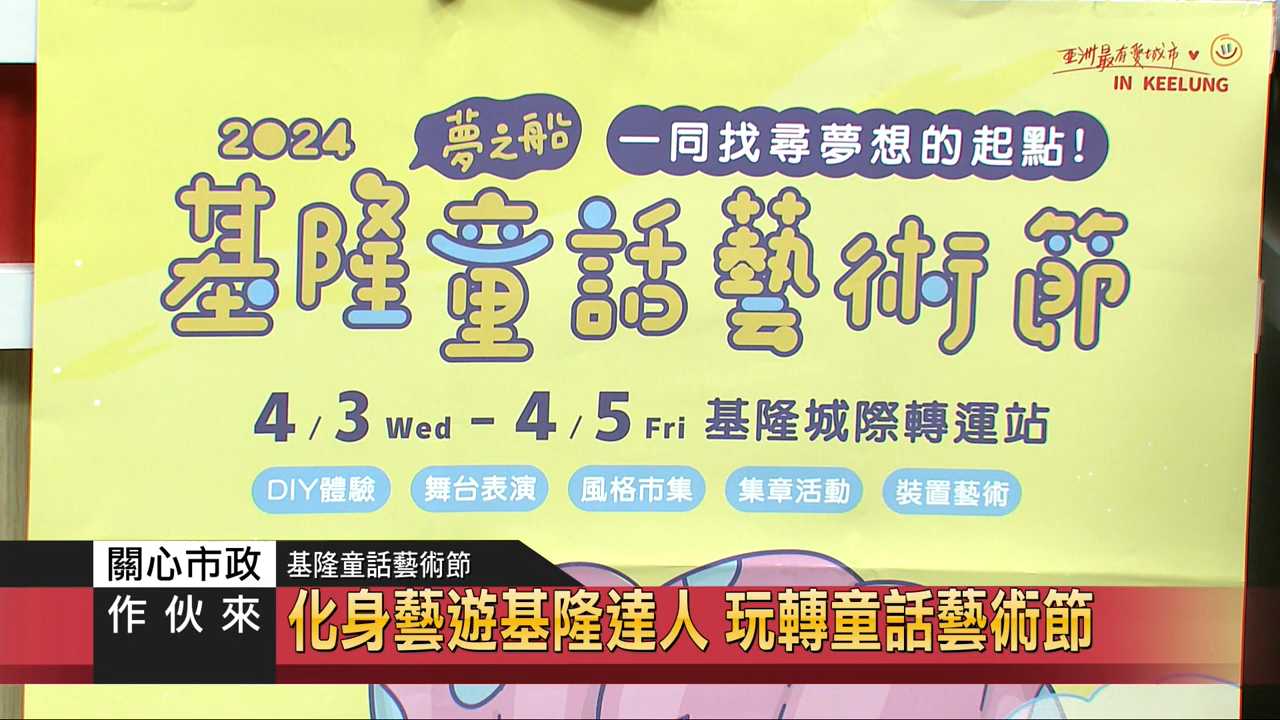 亞洲最有愛城市
IN KEELUNG
2024
夢之船
一同找尋夢想的起點!
基隆童話藝術節
4/3 Wed - 4/5 Fri 基隆城際轉運站
DIY體驗 舞台表演 風格市集 集章活動 裝置藝術
關心市政 基隆童話藝術節
作伙來 化身藝遊基隆達人 玩轉童話藝術節